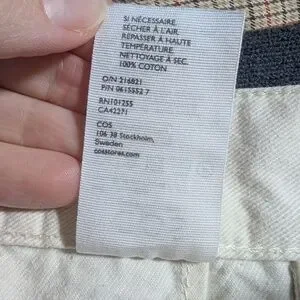 SI NÉCESSAIRE.
SÉCHER À L'AIR.
REPASSER À HAUTE
TEMPÉRATURE.
NETTOYAGE À SEC.
100% COTON
O/N 216821
P/N 0615552 7
RN101255
CA42271
COS
106 38 Stockholm,
Sweden
cosstores.com